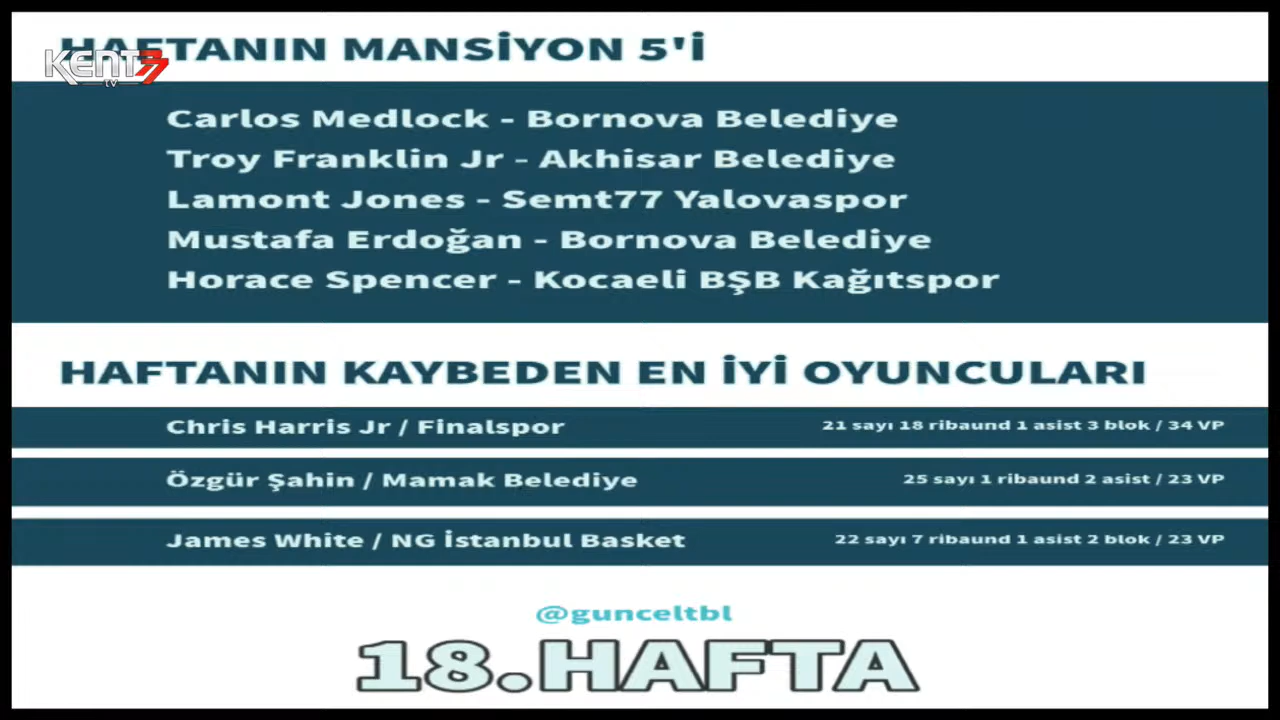 HAFTANIN MANSİYON 5'İ
KENT 77
TV
Carlos Medlock - Bornova Belediye
Troy Franklin Jr - Akhisar Belediye
Lamont Jones - Semt77 Yalovaspor
Mustafa Erdoğan - Bornova Belediye
Horace Spencer - Kocaeli BŞB Kağıtspor
HAFTANIN KAYBEDEN EN İYİ OYUNCULARI
Chris Harris Jr / Finalspor 21 sayı 18 ribaund 1 asist 3 blok / 34 VP
Özgür Şahin / Mamak Belediye 25 sayı 1 ribaund 2 asist / 23 VP
James White / NG İstanbul Basket 22 sayı 7 ribaund 1 asist 2 blok / 23 VP
@gunceltbl
18.HAFTA